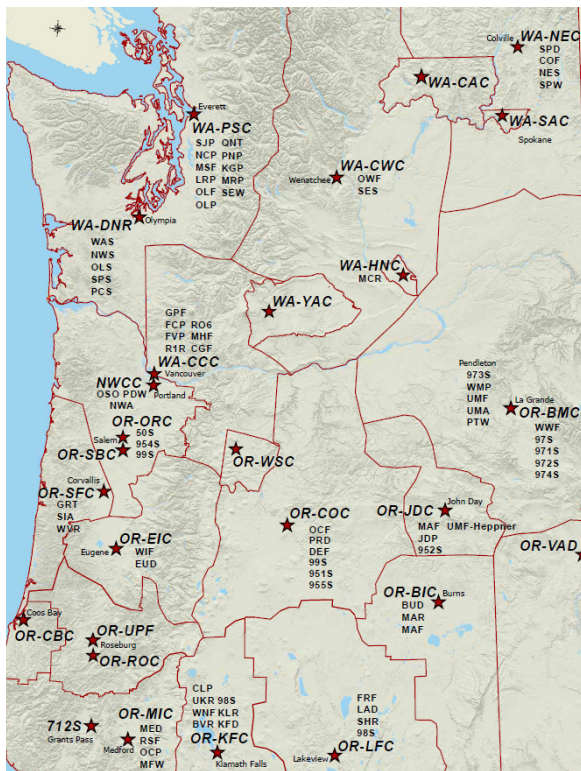 Colville
WA-NEC
SPD
COF
NES
SPW
WA-CAC
WA-SAC
Spokane
Everett
WA-PSC
SJP QNT
NCP PNP
MSF KGP
LRP MRP
OLF SEW
OLP
WA-CWC
Wenatchee
OWF
SES
WA-DNR
Olympia
WAS
NWS
OLS
SPS
PCS
WA-HNC
MCR
WA-YAC
GPF
FCP RO6
FVP MHF
R1R CGF
WA-CCC
Vancouver
NWCC
Portland
OSO PDW
NWA
Pendleton
973S
WMP
UMF
UMA
PTW
La Grande
OR-BMC
WWF
97S
971S
972S
974S
OR-ORC
50S
Salem
954S
OR-SBC
99S
OR-WSC
Corvallis
OR-SFC
GRT
SIA
WVR
OR-COC
OCF
PRD
DEF
99S
951S
955S
OR-JDC
John Day
MAF UMF-Heppner
JDP
952S
OR-VAD
OR-EIC
Eugene
WIF
EUD
OR-BIC
Burns
BUD
MAR
MAF
Coos Bay
OR-CBC
OR-UPF
Roseburg
OR-ROC
712S
Grants Pass
OR-MIC
Medford
MED
RSF
OCP
MFW
CLP
UKR 98S
WNF KLR
BVR KFD
OR-KFC
Klamath Falls
FRF
LAD
SHR
98S
OR-LFC
Lakeview